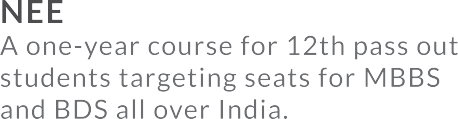 NEE
A one-year course for 12th pass out
students targeting seats for MBBS
and BDS all over India.